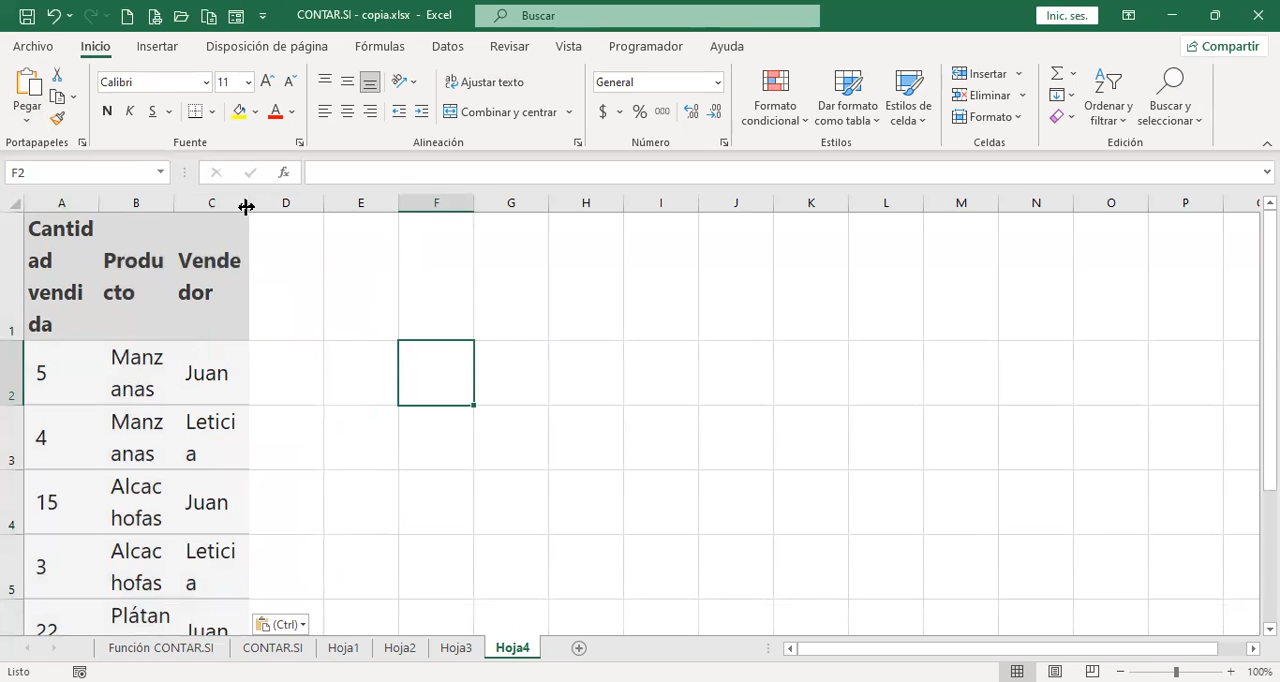 CONTAR.SI - copia.xlsx - Excel
Buscar
Inic. ses.
Archivo Inicio Insertar Disposición de página Fórmulas Datos Revisar Vista Programador Ayuda
Compartir
Pegar
Portapapeles
Calibri 11
N K S
Fuente
Ajustar texto
Combinar y centrar
Alineación
General
$ % 000
Número
Formato
condicional
Dar formato
como tabla
Estilos de
celda
Estilos
Insertar
Eliminar
Formato
Celdas
Ordenar y
filtrar
Buscar y
seleccionar
Edición
F2
fx
A B C D E F G H I J K L M N O P
1
Cantid
ad
vendi
da
Produ
cto
Vende
dor
2
5
Manz
anas
Juan
3
4
Manz
anas
Letici
a
4
15
Alcac
hofas
Juan
5
3
Alcac
hofas
Letici
a
22
Plátan
Juan
(Ctrl)
Función CONTAR.SI CONTAR.SI Hoja1 Hoja2 Hoja3 Hoja4
Listo
100%